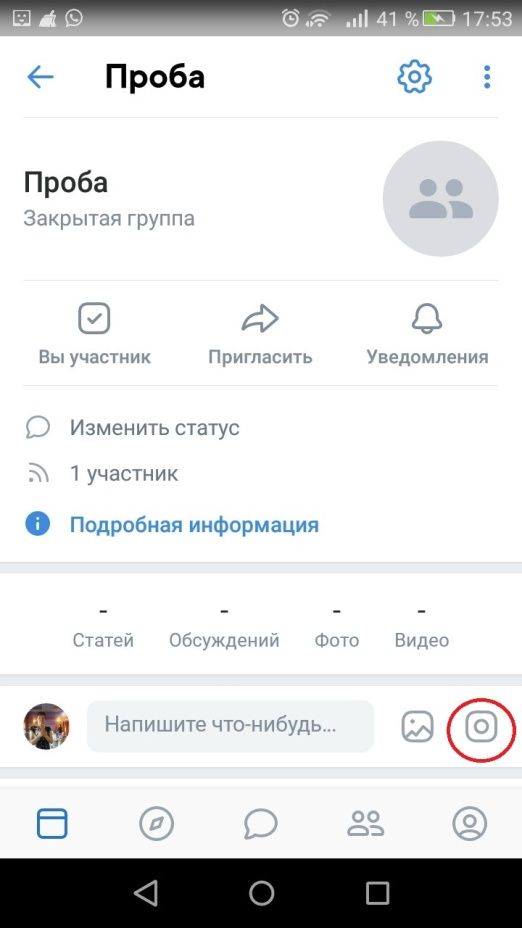 41 % 17:53
Проба
Проба
Закрытая группа
Вы участник Пригласить Уведомления
Изменить статус
1 участник
Подробная информация
- - - -
Статей Обсуждений Фото Видео
Напишите что-нибудь...